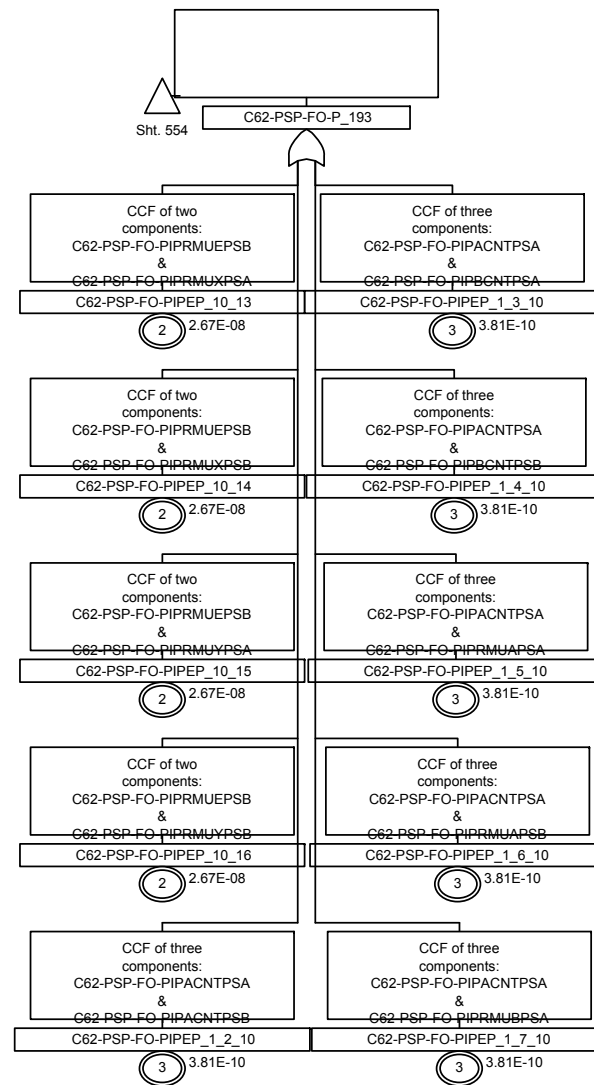 Sht. 554
C62-PSP-FO-P_193
CCF of two
components:
C62-PSP-FO-PIPRMUEPSB
&
C62-PSP-FO-PIPRMUXPSA
C62-PSP-FO-PIPEP_10_13
2
2.67E-08
CCF of three
components:
C62-PSP-FO-PIPACNTPSA
&
C62-PSP-FO-PIPBCNTPSA
C62-PSP-FO-PIPEP_1_3_10
3
3.81E-10
CCF of two
components:
C62-PSP-FO-PIPRMUEPSB
&
C62-PSP-FO-PIPRMUXPSB
C62-PSP-FO-PIPEP_10_14
2
2.67E-08
CCF of three
components:
C62-PSP-FO-PIPACNTPSA
&
C62-PSP-FO-PIPBCNTPSB
C62-PSP-FO-PIPEP_1_4_10
3
3.81E-10
CCF of two
components:
C62-PSP-FO-PIPRMUEPSB
&
C62-PSP-FO-PIPRMUYPSA
C62-PSP-FO-PIPEP_10_15
2
2.67E-08
CCF of three
components:
C62-PSP-FO-PIPACNTPSA
&
C62-PSP-FO-PIPRMUAPSA
C62-PSP-FO-PIPEP_1_5_10
3
3.81E-10
CCF of two
components:
C62-PSP-FO-PIPRMUEPSB
&
C62-PSP-FO-PIPRMUYPSB
C62-PSP-FO-PIPEP_10_16
2
2.67E-08
CCF of three
components:
C62-PSP-FO-PIPACNTPSA
&
C62-PSP-FO-PIPRMUAPSB
C62-PSP-FO-PIPEP_1_6_10
3
3.81E-10
CCF of three
components:
C62-PSP-FO-PIPACNTPSA
&
C62-PSP-FO-PIPACNTPSB
C62-PSP-FO-PIPEP_1_2_10
3
3.81E-10
CCF of three
components:
C62-PSP-FO-PIPACNTPSA
&
C62-PSP-FO-PIPRMUBPSA
C62-PSP-FO-PIPEP_1_7_10
3
3.81E-10